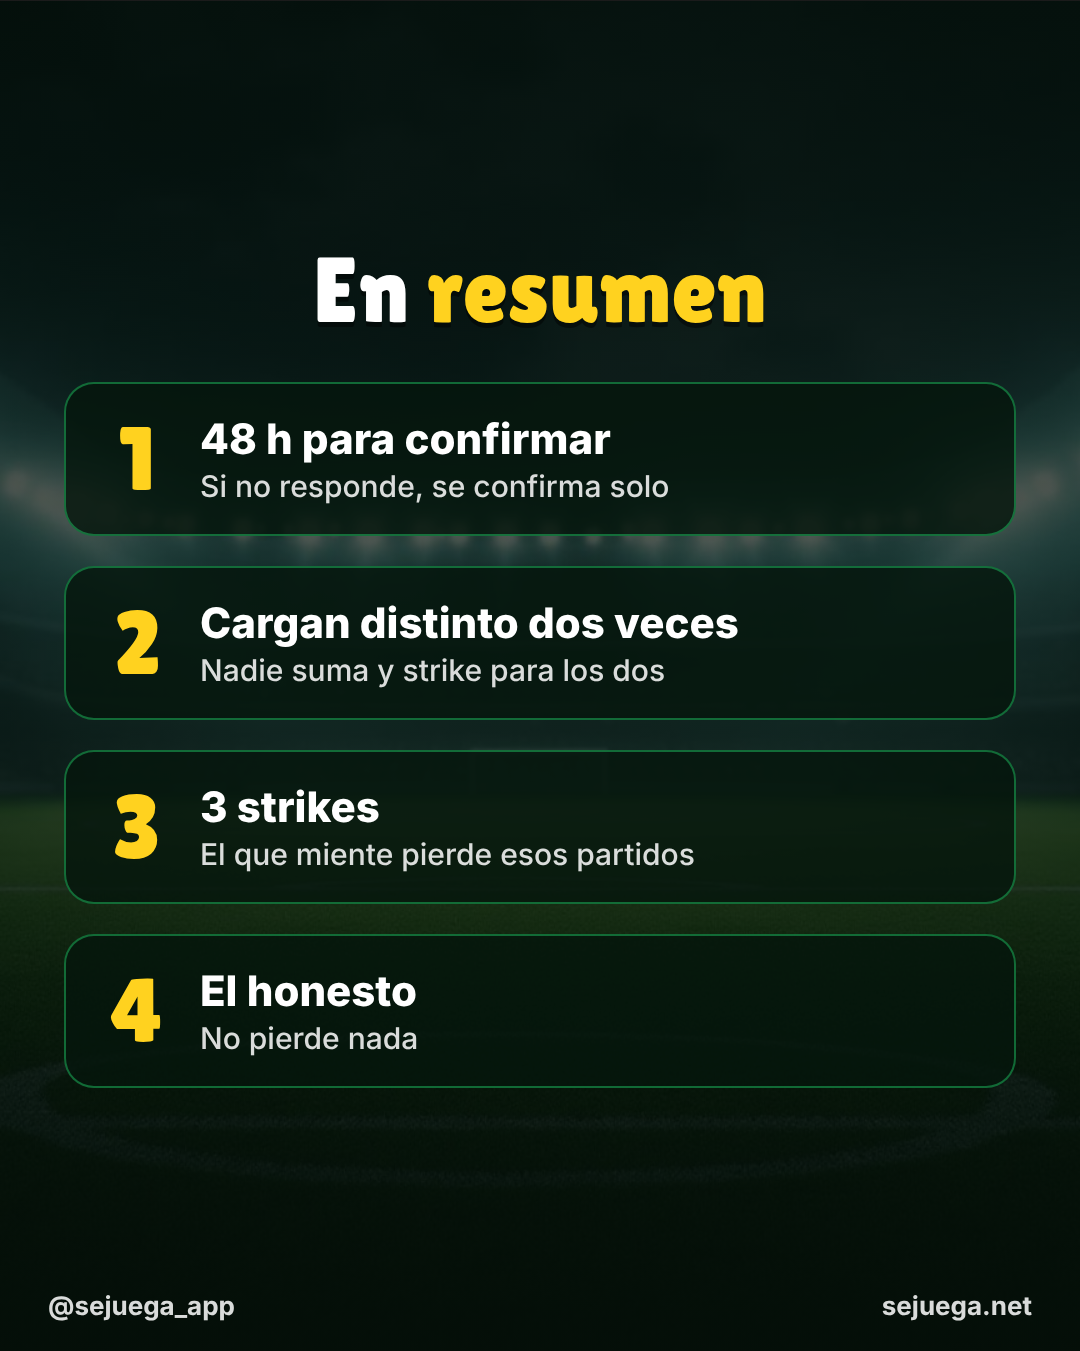 En resumen
1
48 h para confirmar
Si no responde, se confirma solo
2
Cargan distinto dos veces
Nadie suma y strike para los dos
3
3 strikes
El que miente pierde esos partidos
4
El honesto
No pierde nada
@sejuega_app
sejuega.net